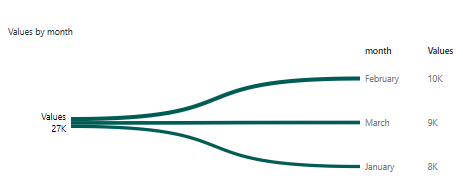 Values by month
month Values
February 10K
Values
27K
March 9K
January 8K